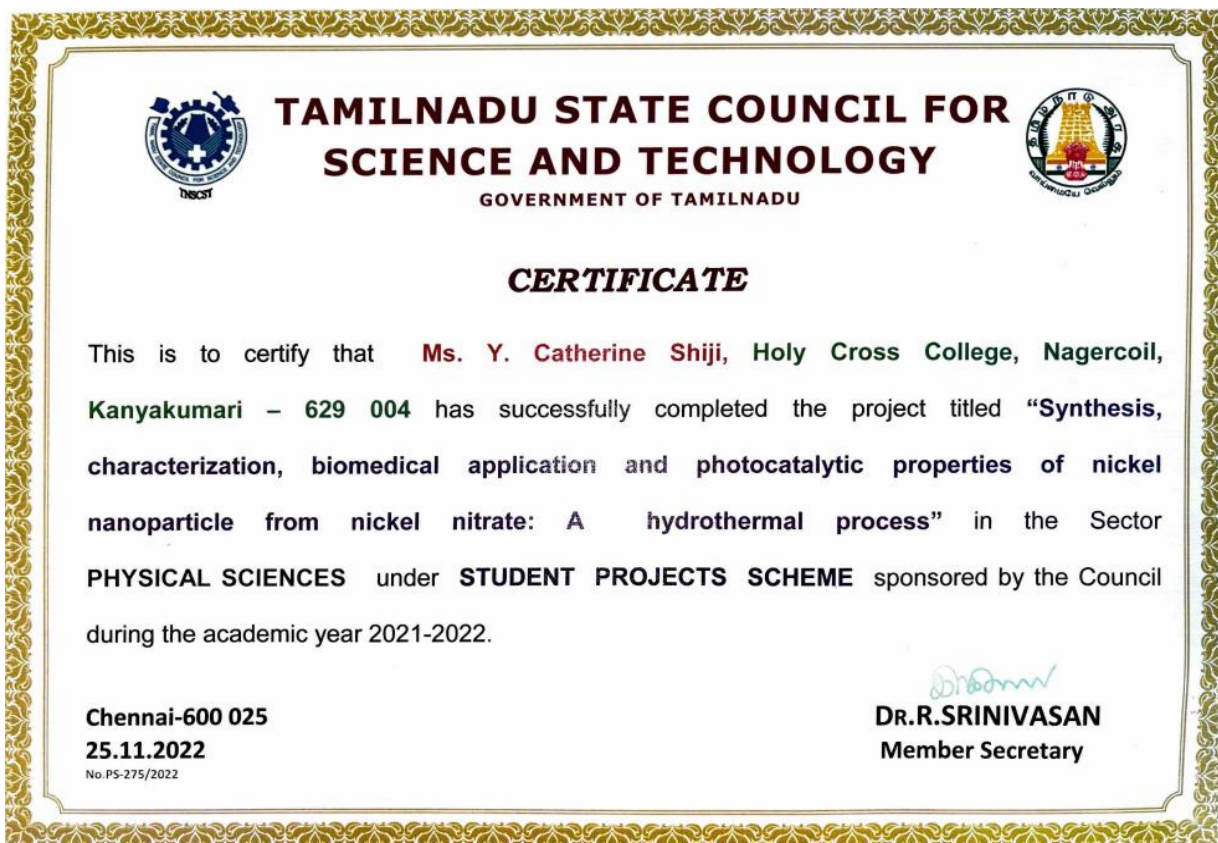 TAMILNADU STATE COUNCIL FOR
SCIENCE AND TECHNOLOGY
GOVERNMENT OF TAMILNADU
TNSCST
தமிழ்நாடு அரசு
வாய்மையே வெல்லும்
CERTIFICATE
This is to certify that Ms. Y. Catherine Shiji, Holy Cross College, Nagercoil,
Kanyakumari – 629 004 has successfully completed the project titled “Synthesis,
characterization, biomedical application and photocatalytic properties of nickel
nanoparticle from nickel nitrate: A hydrothermal process” in the Sector
PHYSICAL SCIENCES under STUDENT PROJECTS SCHEME sponsored by the Council
during the academic year 2021-2022.
Chennai-600 025
25.11.2022
No.PS-275/2022
DR.R.SRINIVASAN
Member Secretary